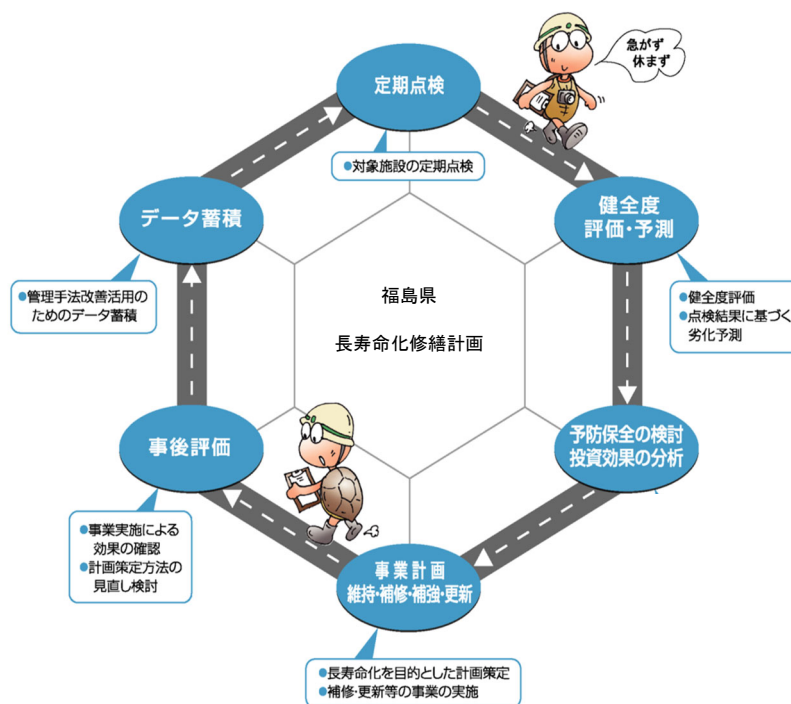 急がず
休まず
定期点検
●対象施設の定期点検
データ蓄積
健全度
評価・予測
●管理手法改善活用の
ためのデータ蓄積
●健全度評価
●点検結果に基づく
劣化予測
福島県
長寿命化修繕計画
事後評価
予防保全の検討
投資効果の分析
●事業実施による
効果の確認
●計画策定方法の
見直し検討
事業計画
維持・補修・補強・更新
●長寿命化を目的とした計画策定
●補修・更新等の事業の実施